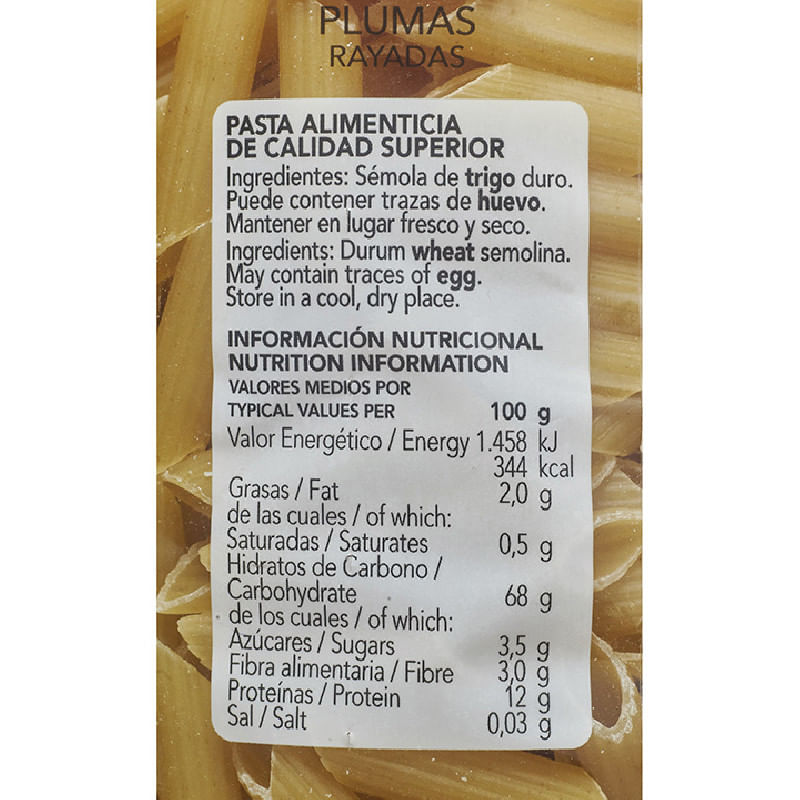 PLUMAS
RAYADAS
PASTA ALIMENTICIA
DE CALIDAD SUPERIOR
Ingredientes: Sémola de trigo duro.
Puede contener trazas de huevo.
Mantener en lugar fresco y seco.
Ingredients: Durum wheat semolina.
May contain traces of egg.
Store in a cool, dry place.
INFORMACIÓN NUTRICIONAL
NUTRITION INFORMATION
VALORES MEDIOS POR
TYPICAL VALUES PER 100 g
Valor Energético / Energy 1.458 kJ
344 kcal
Grasas / Fat 2,0 g
de las cuales / of which:
Saturadas / Saturates 0,5 g
Hidratos de Carbono /
Carbohydrate 68 g
de los cuales / of which:
Azúcares / Sugars 3,5 g
Fibra alimentaria / Fibre 3,0 g
Proteínas / Protein 12 g
Sal / Salt 0,03 g